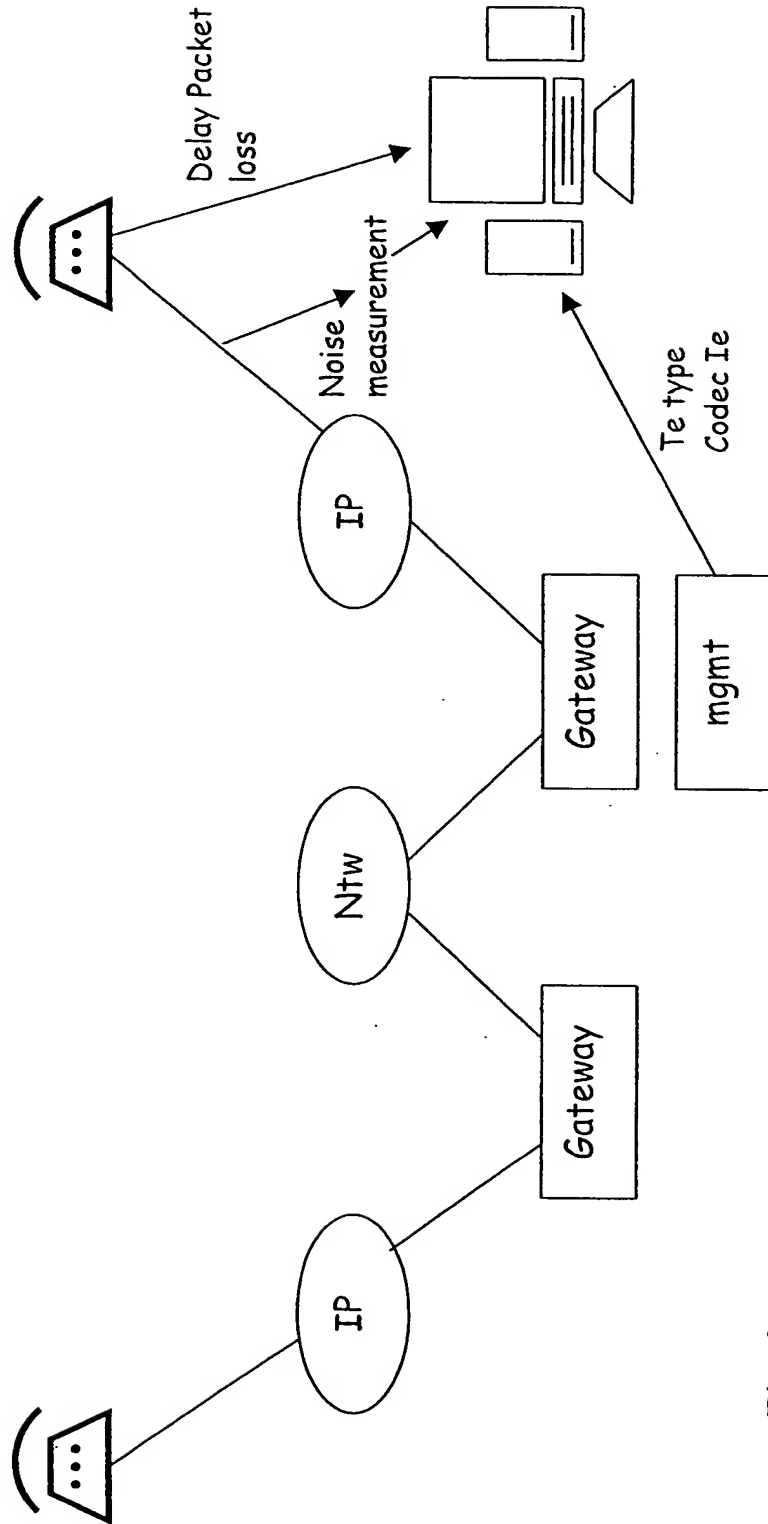 Delay Packet
loss
Noise
measurement
IP
Ntw
IP
Te type
Codec Ie
Gateway
Gateway
mgmt